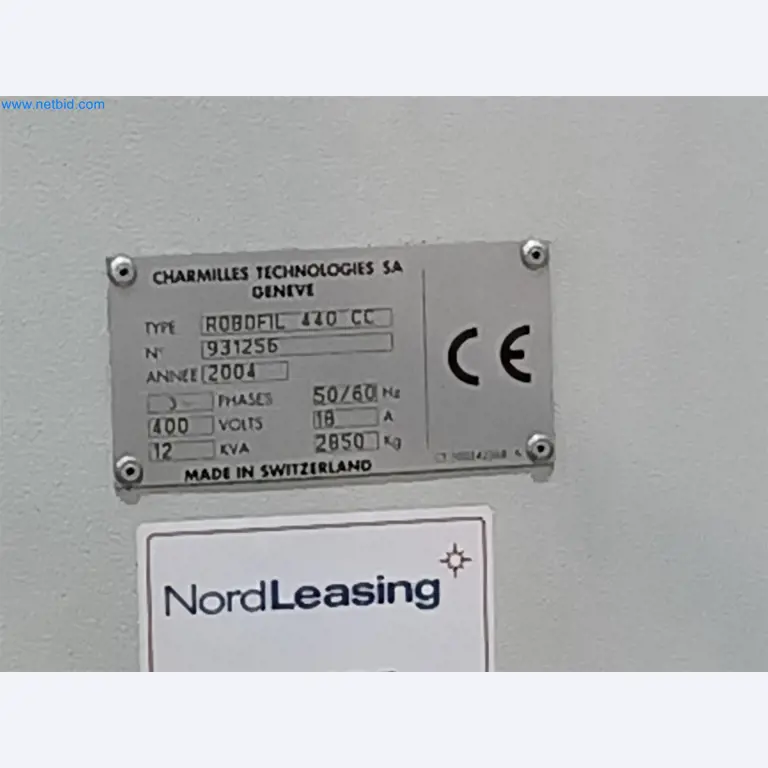 www.netbid.com
CHARMILLES TECHNOLOGIES SA
GENEVE
TYPE ROBOFIL 440 CC
N° 931256
ANNEE 2004
3 PHASES 50/60 Hz
400 VOLTS 18 A
12 KVA 2850 Kg
CE
MADE IN SWITZERLAND
NordLeasing